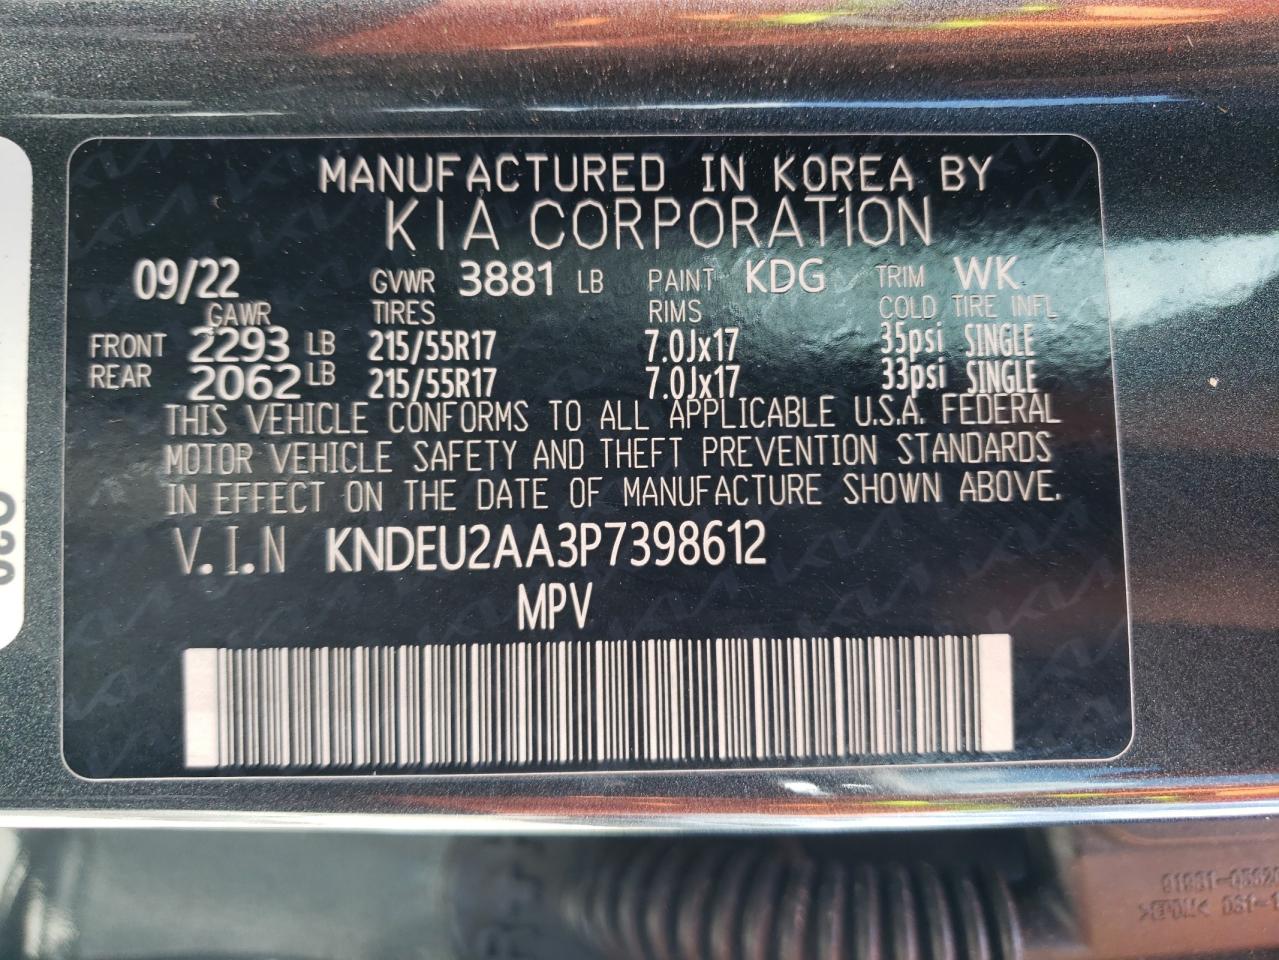 MANUFACTURED IN KOREA BY
KIA CORPORATION
09/22 GVWR 3881 LB PAINT KDG TRIM WK
GAWR TIRES RIMS COLD TIRE INFL
FRONT 2293 LB 215/55R17 7.0Jx17 35psi SINGLE
REAR 2062 LB 215/55R17 7.0Jx17 33psi SINGLE
THIS VEHICLE CONFORMS TO ALL APPLICABLE U.S.A. FEDERAL
MOTOR VEHICLE SAFETY AND THEFT PREVENTION STANDARDS
IN EFFECT ON THE DATE OF MANUFACTURE SHOWN ABOVE.
V.I.N KNDEU2AA3P7398612
MPV